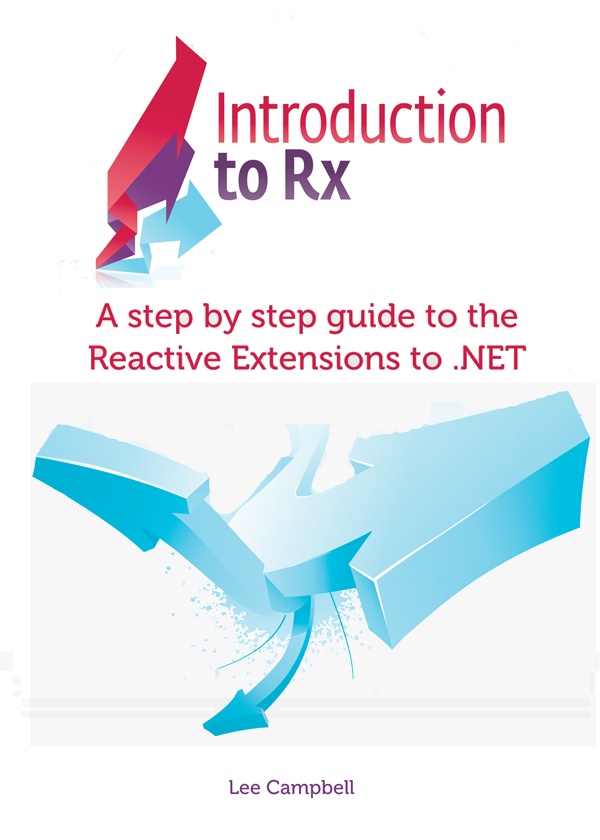 Introduction
to Rx
A step by step guide to the
Reactive Extensions to .NET
Lee Campbell